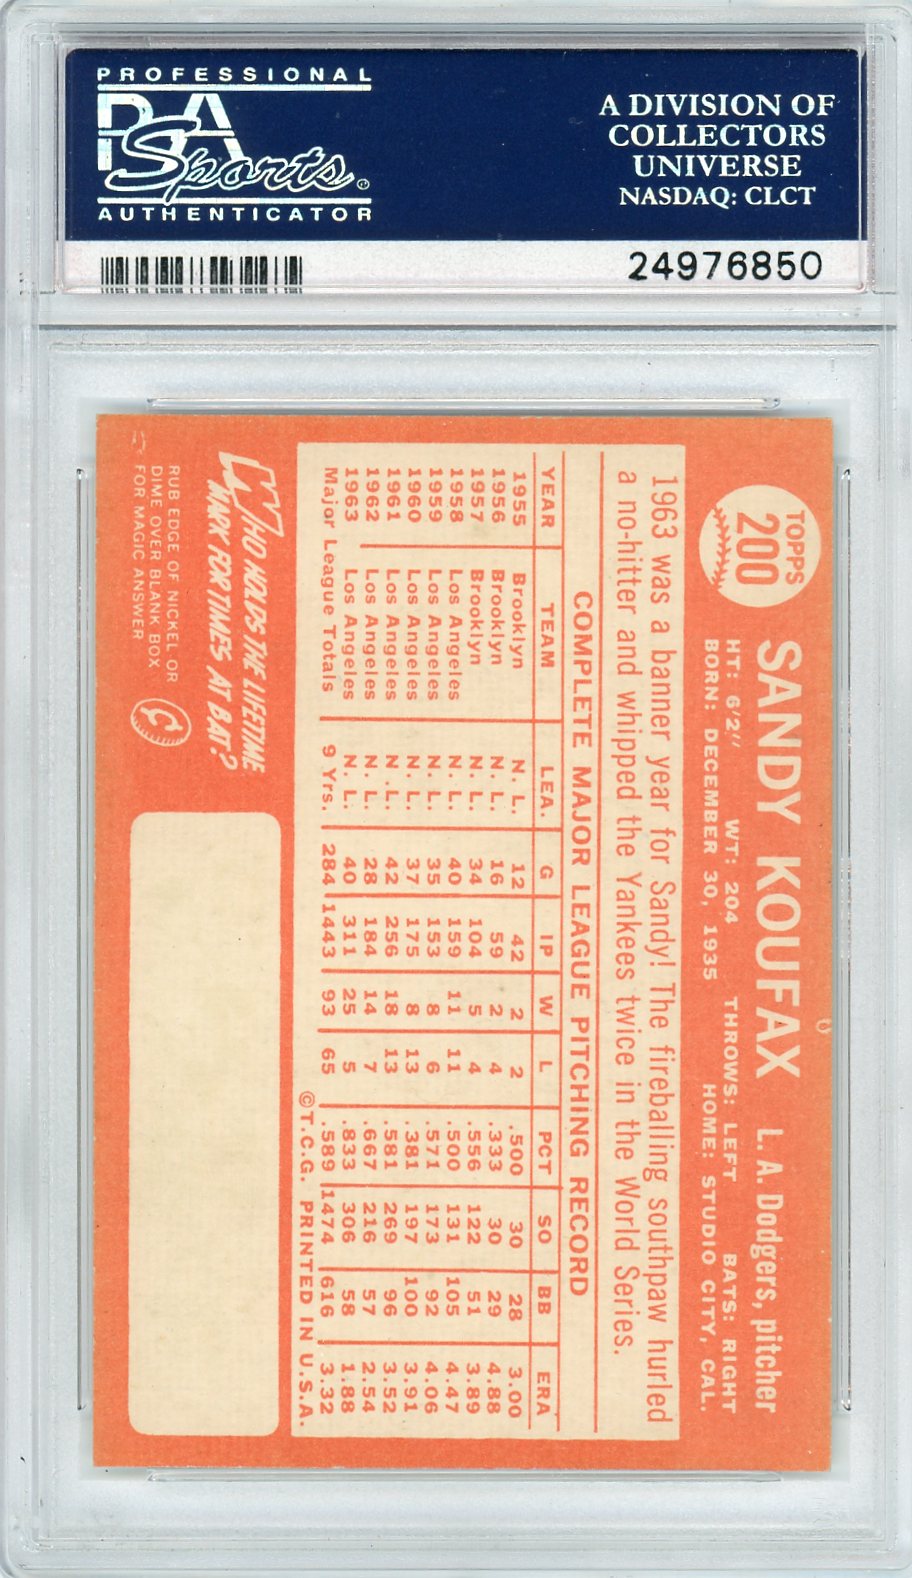 PROFESSIONAL
PSA
Sports
AUTHENTICATOR
A DIVISION OF
COLLECTORS
UNIVERSE
NASDAQ: CLCT
24976850
TOPPS
200
SANDY KOUFAX L. A. Dodgers, pitcher
HT: 6'2" WT: 204 THROWS: LEFT BATS: RIGHT
BORN: DECEMBER 30, 1935 HOME: STUDIO CITY, CAL.
1963 was a banner year for Sandy! The fireballing southpaw hurled
a no-hitter and whipped the Yankees twice in the World Series.
COMPLETE MAJOR LEAGUE PITCHING RECORD
YEAR TEAM LEA. G IP W L PCT SO BB ERA
1955 Brooklyn N. L. 12 42 2 2 .500 30 28 3.00
1956 Brooklyn N. L. 16 59 2 4 .333 30 29 4.88
1957 Brooklyn N. L. 34 104 5 4 .556 122 51 3.89
1958 Los Angeles N. L. 40 159 11 11 .500 131 105 4.47
1959 Los Angeles N. L. 35 153 8 6 .571 173 92 4.06
1960 Los Angeles N. L. 37 175 8 13 .381 197 100 3.91
1961 Los Angeles N. L. 42 256 18 13 .581 269 96 3.52
1962 Los Angeles N. L. 28 184 14 7 .667 216 57 2.54
1963 Los Angeles N. L. 40 311 25 5 .833 306 58 1.88
Major League Totals 9 Yrs. 284 1443 93 65 .589 1474 616 3.32
©T.C.G. PRINTED IN U.S.A.
WHO HOLDS THE LIFETIME
MARK FOR TIMES AT BAT?
RUB EDGE OF NICKEL OR
DIME OVER BLANK BOX
FOR MAGIC ANSWER